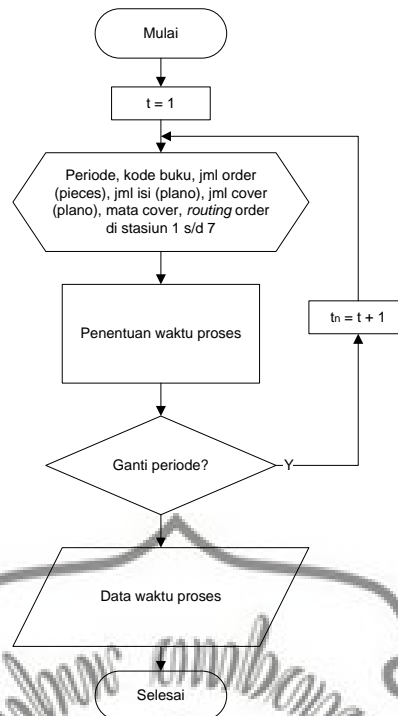 Mulai
t = 1
Periode, kode buku, jml order
(pieces), jml isi (plano), jml cover
(plano), mata cover, routing order
di stasiun 1 s/d 7
Penentuan waktu proses
tn = t + 1
Ganti periode?
Y
Data waktu proses
Selesai